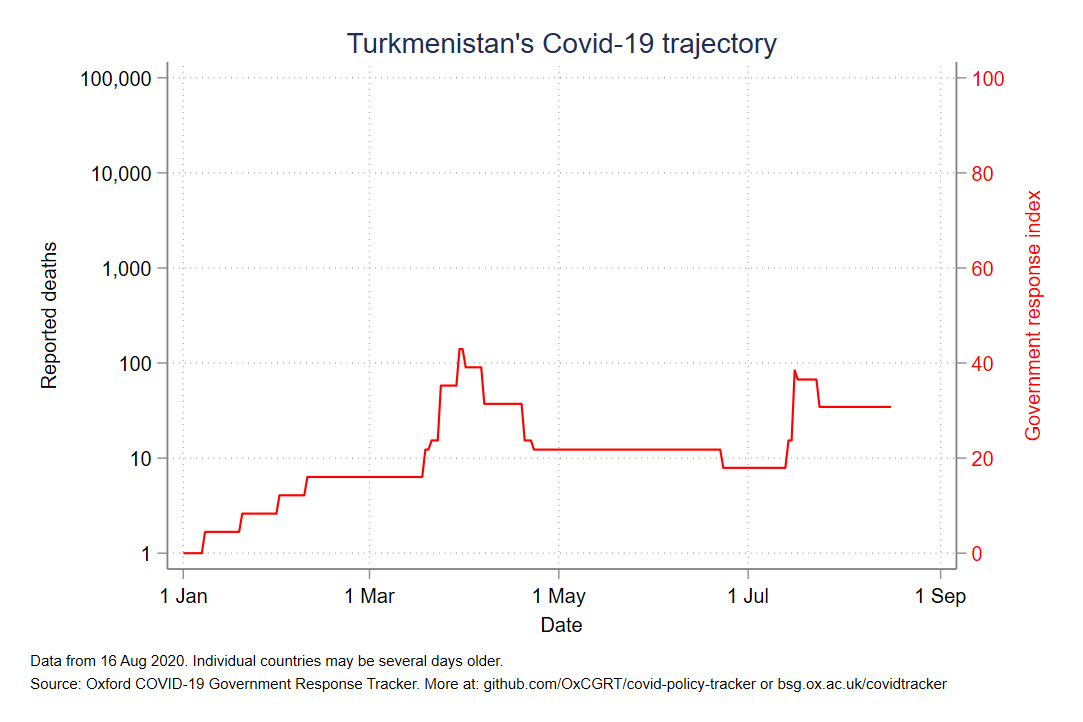 Turkmenistan's Covid-19 trajectory
100,000
10,000
1,000
100
10
1
Reported deaths
100
80
60
40
20
0
Government response index
1 Jan
1 Mar
1 May
1 Jul
1 Sep
Date
Data from 16 Aug 2020. Individual countries may be several days older.
Source: Oxford COVID-19 Government Response Tracker. More at: github.com/OxCGRT/covid-policy-tracker or bsg.ox.ac.uk/covidtracker